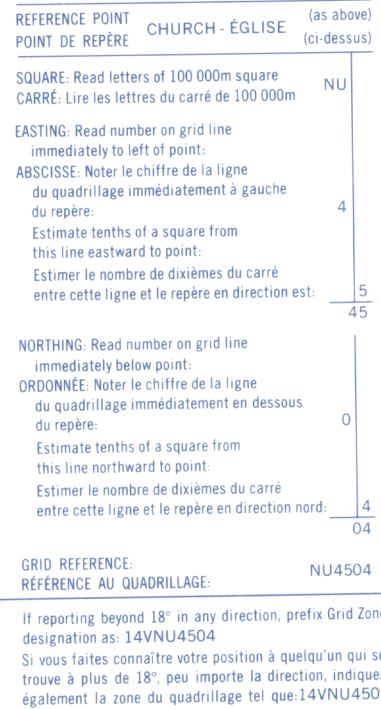 REFERENCE POINT CHURCH - ÉGLISE (as above)
POINT DE REPÈRE (ci-dessus)
SQUARE: Read letters of 100 000m square NU
CARRÉ: Lire les lettres du carré de 100 000m
EASTING: Read number on grid line
immediately to left of point:
ABSCISSE: Noter le chiffre de la ligne
du quadrillage immédiatement à gauche
du repère: 4
Estimate tenths of a square from
this line eastward to point:
Estimer le nombre de dixièmes du carré
entre cette ligne et le repère en direction est: 5
45
NORTHING: Read number on grid line
immediately below point:
ORDONNÉE: Noter le chiffre de la ligne
du quadrillage immédiatement en dessous
du repère: 0
Estimate tenths of a square from
this line northward to point:
Estimer le nombre de dixièmes du carré
entre cette ligne et le repère en direction nord: 4
04
GRID REFERENCE: NU4504
RÉFÉRENCE AU QUADRILLAGE:
If reporting beyond 18° in any direction, prefix Grid Zone
designation as: 14VNU4504
Si vous faites connaître votre position à quelqu'un qui se
trouve à plus de 18°, peu importe la direction, indiquez
également la zone du quadrillage tel que:14VNU450